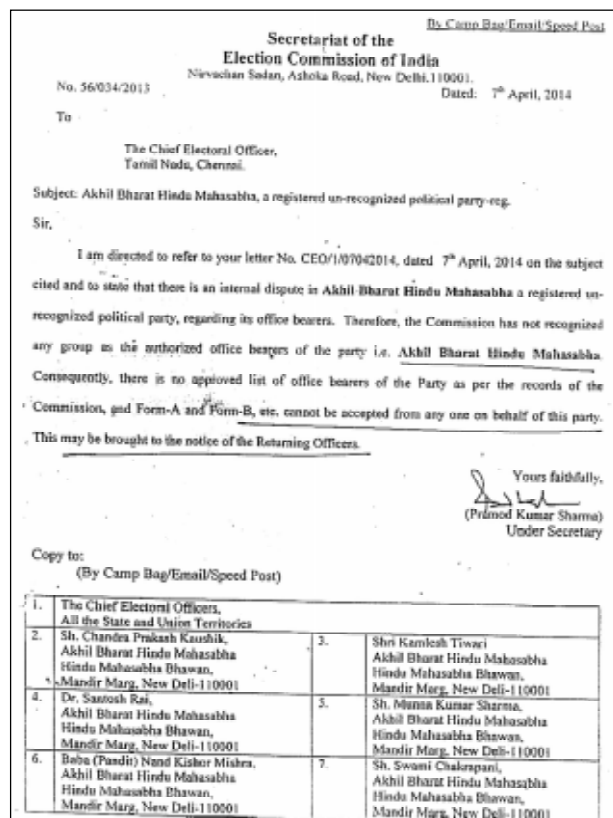 By Camp Bag/Email/Speed Post
Secretariat of the
Election Commission of India
Nirvachan Sadan, Ashoka Road, New Delhi.110001.
No. 56/034/2013
Dated: 7th April, 2014
To
The Chief Electoral Officer,
Tamil Nadu, Chennai.
Subject: Akhil Bharat Hindu Mahasabha, a registered un-recognized political party-reg.
Sir,
I am directed to refer to your letter No. CEO/1/07042014, dated 7th April, 2014 on the subject
cited and to state that there is an internal dispute in Akhil Bharat Hindu Mahasabha a registered un-
recognized political party, regarding its office bearers. Therefore, the Commission has not recognized
any group as the authorized office bearers of the party i.e. Akhil Bharat Hindu Mahasabha.
Consequently, there is no approved list of office bearers of the Party as per the records of the
Commission, and Form-A and Form-B, etc. cannot be accepted from any one on behalf of this party.
This may be brought to the notice of the Returning Officers.
Yours faithfully,
(Pramod Kumar Sharma)
Under Secretary
Copy to:
(By Camp Bag/Email/Speed Post)
1. The Chief Electoral Officers,
All the State and Union Territories
2. Sh. Chandra Prakash Kaushik,
Akhil Bharat Hindu Mahasabha
Hindu Mahasabha Bhawan,
Mandir Marg, New Deli-110001
3. Shri Kamlesh Tiwari
Akhil Bharat Hindu Mahasabha
Hindu Mahasabha Bhawan,
Mandir Marg, New Deli-110001
4. Dr. Santosh Rai,
Akhil Bharat Hindu Mahasabha
Hindu Mahasabha Bhawan,
Mandir Marg, New Deli-110001
5. Sh. Munna Kumar Sharma,
Akhil Bharat Hindu Mahasabha
Hindu Mahasabha Bhawan,
Mandir Marg, New Deli-110001
6. Baba (Pandit) Nand Kishor Mishra,
Akhil Bharat Hindu Mahasabha
Hindu Mahasabha Bhawan,
Mandir Marg, New Deli-110001
7. Sh. Swami Chakrapani,
Akhil Bharat Hindu Mahasabha
Hindu Mahasabha Bhawan,
Mandir Marg, New Deli-110001